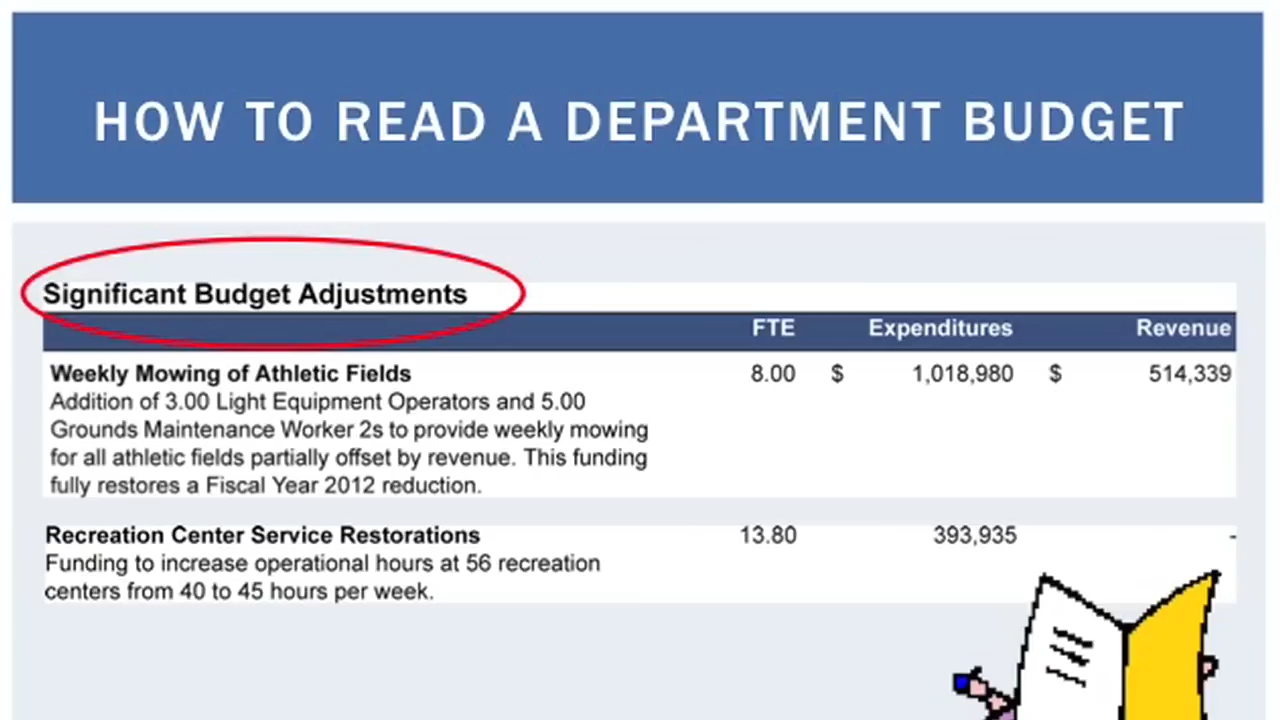 HOW TO READ A DEPARTMENT BUDGET
Significant Budget Adjustments
FTE Expenditures Revenue
Weekly Mowing of Athletic Fields 8.00 $ 1,018,980 $ 514,339
Addition of 3.00 Light Equipment Operators and 5.00
Grounds Maintenance Worker 2s to provide weekly mowing
for all athletic fields partially offset by revenue. This funding
fully restores a Fiscal Year 2012 reduction.
Recreation Center Service Restorations 13.80 393,935 -
Funding to increase operational hours at 56 recreation
centers from 40 to 45 hours per week.